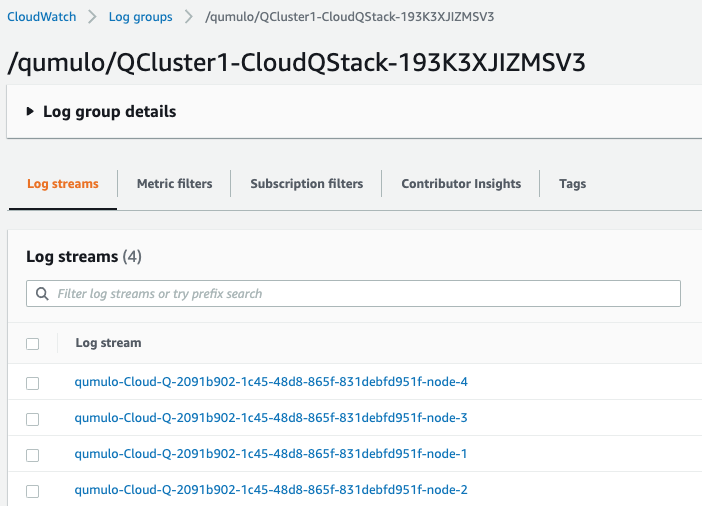 CloudWatch > Log groups > /qumulo/QCluster1-CloudQStack-193K3XJIZMSV3
/qumulo/QCluster1-CloudQStack-193K3XJIZMSV3
Log group details
Log streams Metric filters Subscription filters Contributor Insights Tags
Log streams (4)
Filter log streams or try prefix search
Log stream
qumulo-Cloud-Q-2091b902-1c45-48d8-865f-831debfd951f-node-4
qumulo-Cloud-Q-2091b902-1c45-48d8-865f-831debfd951f-node-3
qumulo-Cloud-Q-2091b902-1c45-48d8-865f-831debfd951f-node-1
qumulo-Cloud-Q-2091b902-1c45-48d8-865f-831debfd951f-node-2